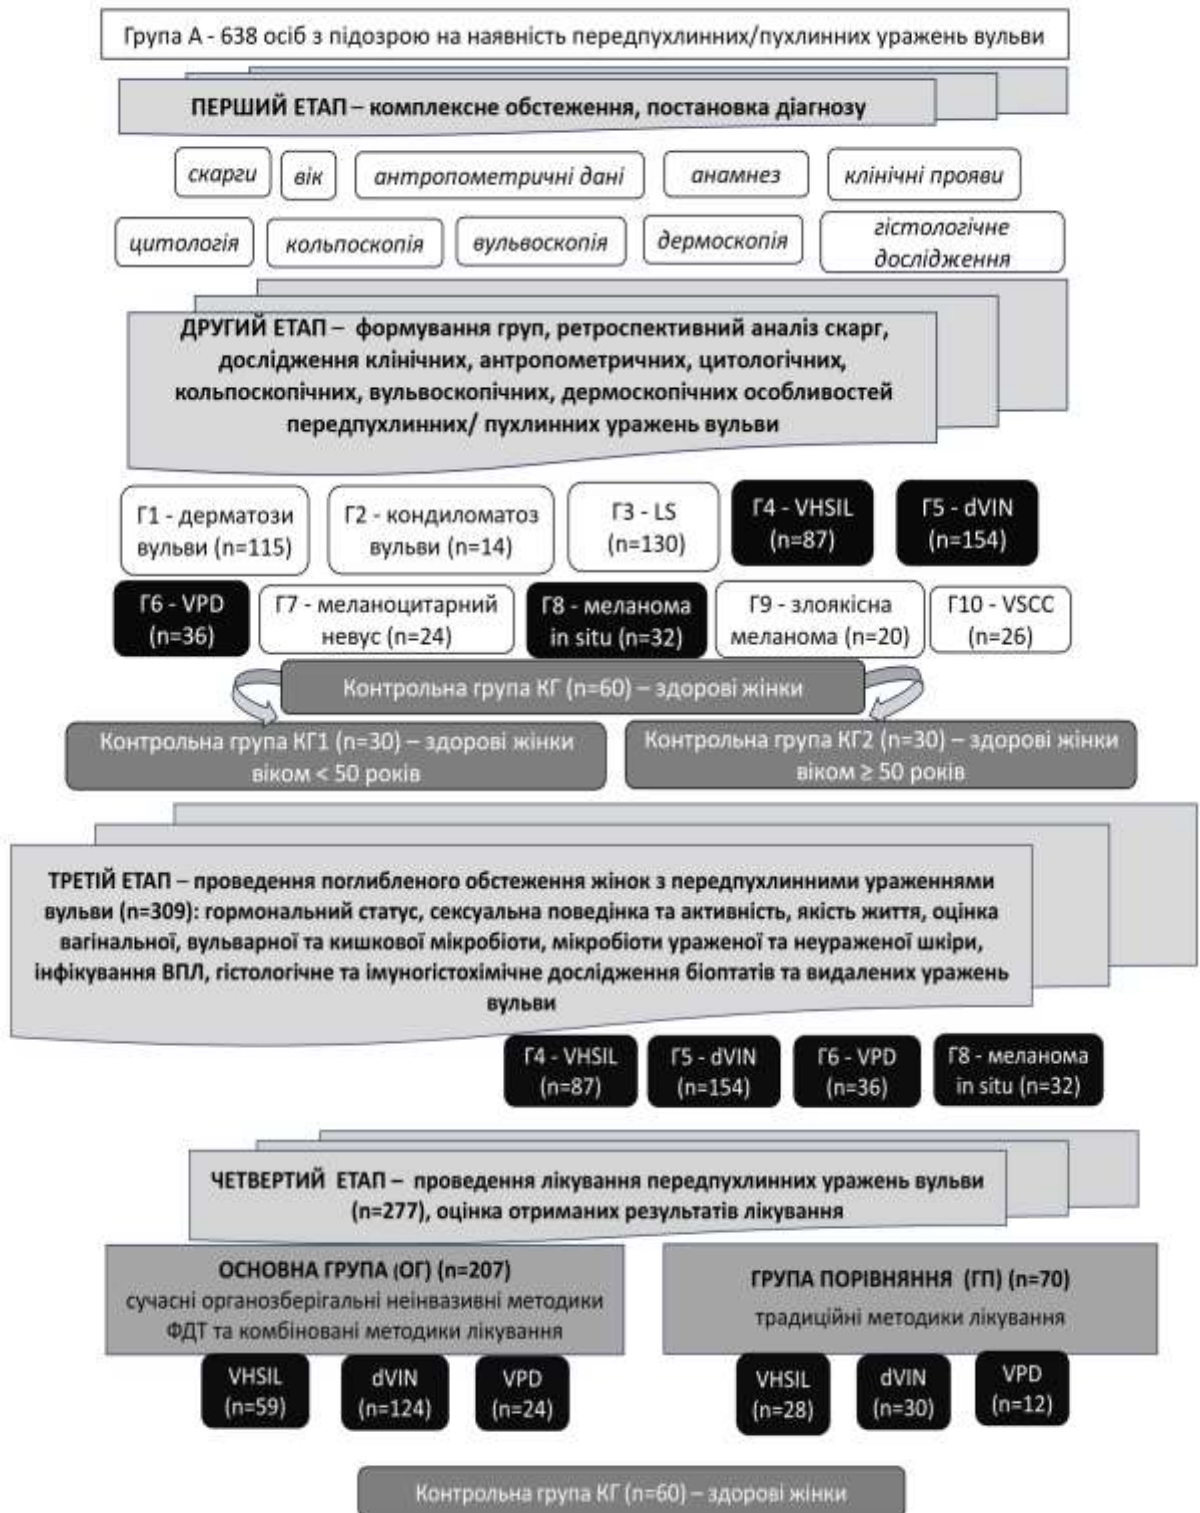 Група А - 638 осіб з підозрою на наявність передпухлинних/пухлинних уражень вульви
ПЕРШИЙ ЕТАП – комплексне обстеження, постановка діагнозу
скарги
вік
антропометричні дані
анамнез
клінічні прояви
цитологія
кольпоскопія
вульвоскопія
дермоскопія
гістологічне
дослідження
ДРУГИЙ ЕТАП – формування груп, ретроспективний аналіз скарг,
дослідження клінічних, антропометричних, цитологічних,
кольпоскопічних, вульвоскопічних, дермоскопічних особливостей
передпухлинних/ пухлинних уражень вульви
Г1 - дерматози
вульви (n=115)
Г2 - кондиломатоз
вульви (n=14)
Г3 - LS
(n=130)
Г4 - VHSIL
(n=87)
Г5 - dVIN
(n=154)
Г6 - VPD
(n=36)
Г7 - меланоцитарний
невус (n=24)
Г8 - меланома
in situ (n=32)
Г9 - злоякісна
меланома (n=20)
Г10 – VSCC
(n=26)
Контрольна група КГ (n=60) – здорові жінки
Контрольна група КГ1 (n=30) – здорові жінки
віком < 50 років
Контрольна група КГ2 (n=30) – здорові жінки
віком ≥ 50 років
ТРЕТІЙ ЕТАП – проведення поглибленого обстеження жінок з передпухлинними ураженнями
вульви (n=309): гормональний статус, сексуальна поведінка та активність, якість життя, оцінка
вагінальної, вульварної та кишкової мікробіоти, мікробіоти ураженої та неураженої шкіри,
інфікування ВПЛ, гістологічне та імуногістохімічне дослідження біоптатів та видалених уражень
вульви
Г4 - VHSIL
(n=87)
Г5 - dVIN
(n=154)
Г6 - VPD
(n=36)
Г8 - меланома
in situ (n=32)
ЧЕТВЕРТИЙ ЕТАП – проведення лікування передпухлинних уражень вульви
(n=277), оцінка отриманих результатів лікування
ОСНОВНА ГРУПА (ОГ) (n=207)
сучасні органозберігальні неінвазивні методики
ФДТ та комбіновані методики лікування
ГРУПА ПОРІВНЯННЯ (ГП) (n=70)
традиційні методики лікування
VHSIL
(n=59)
dVIN
(n=124)
VPD
(n=24)
VHSIL
(n=28)
dVIN
(n=30)
VPD
(n=12)
Контрольна група КГ (n=60) – здорові жінки